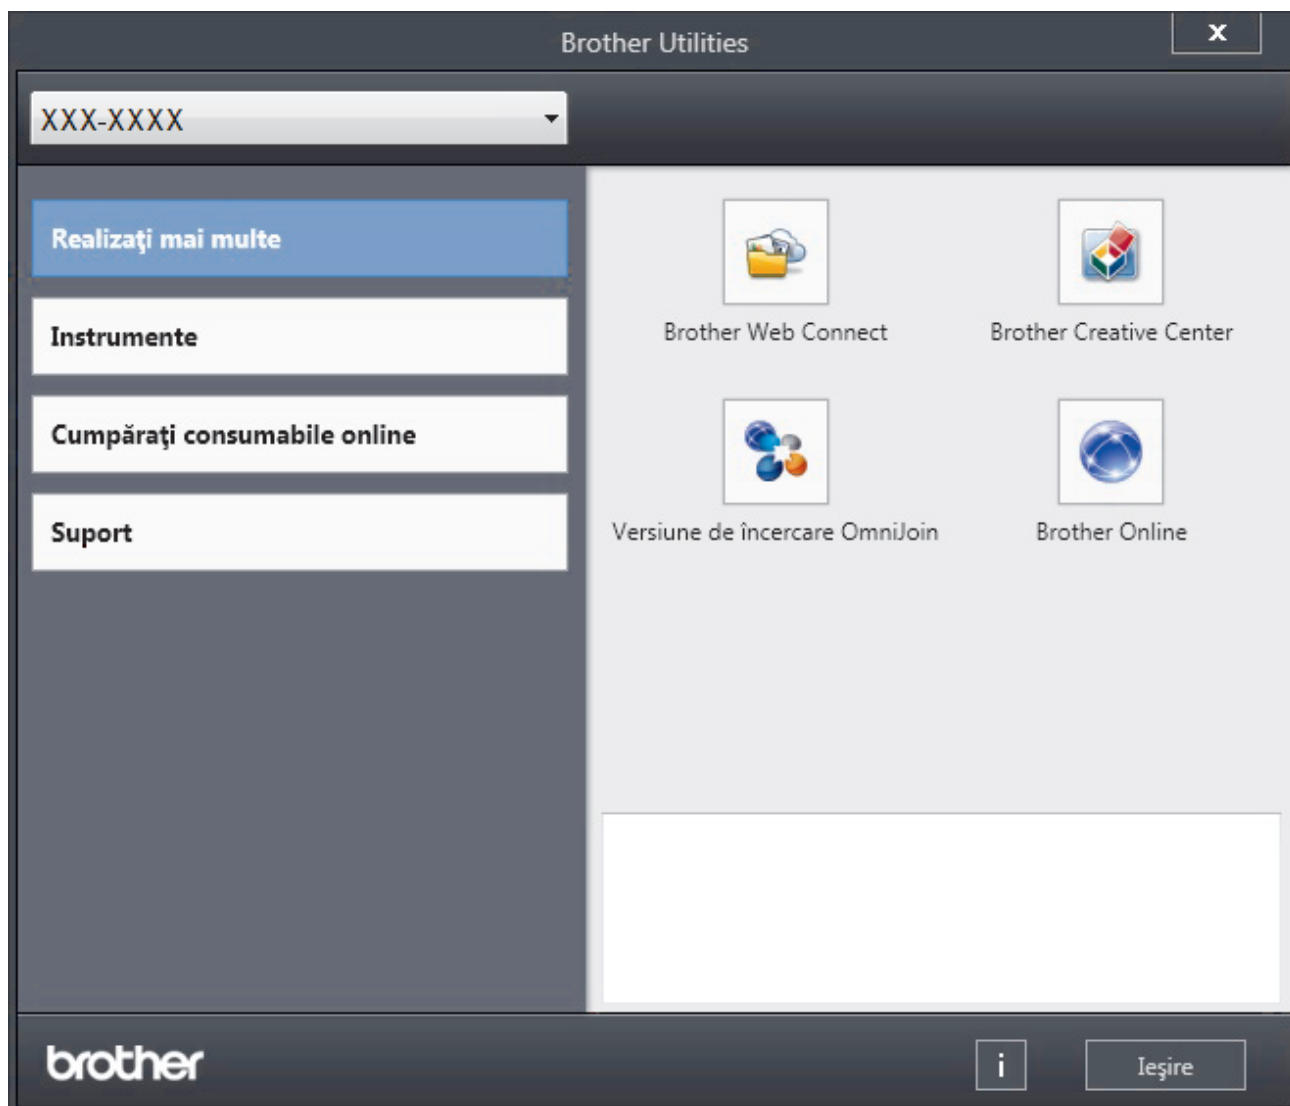 Brother Utilities
X
XXX-XXXX
Realizaţi mai multe
Instrumente
Cumpăraţi consumabile online
Suport
Brother Web Connect
Brother Creative Center
Versiune de încercare OmniJoin
Brother Online
brother
i
Ieşire